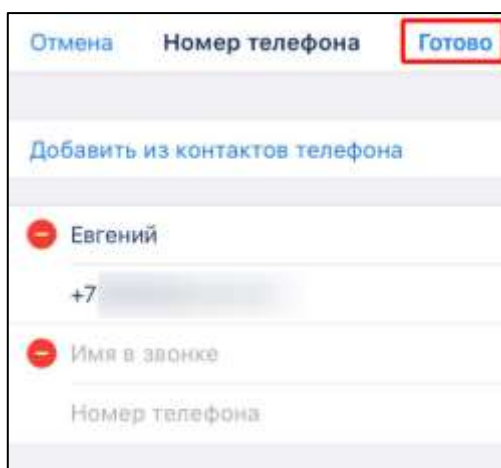 Отмена Номер телефона Готово
Добавить из контактов телефона
Евгений
+7
Имя в звонке
Номер телефона